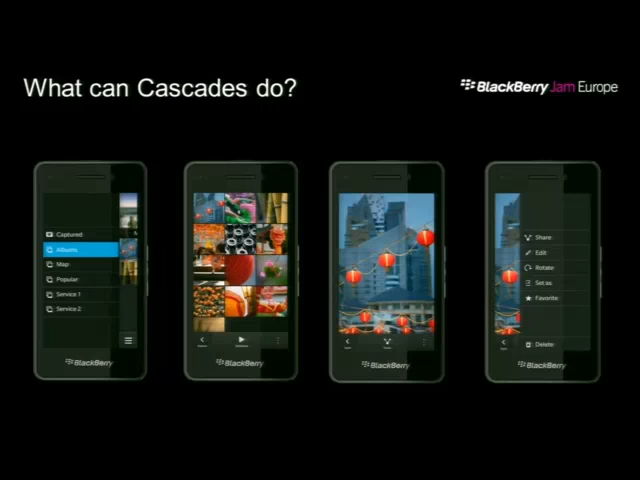 What can Cascades do?
BlackBerry Jam Europe
Captured
Albums
Map
Popular
Service 1
Service 2
BlackBerry
BlackBerry
BlackBerry
Share
Edit
Rotate
Set as
Favorite
Delete
BlackBerry